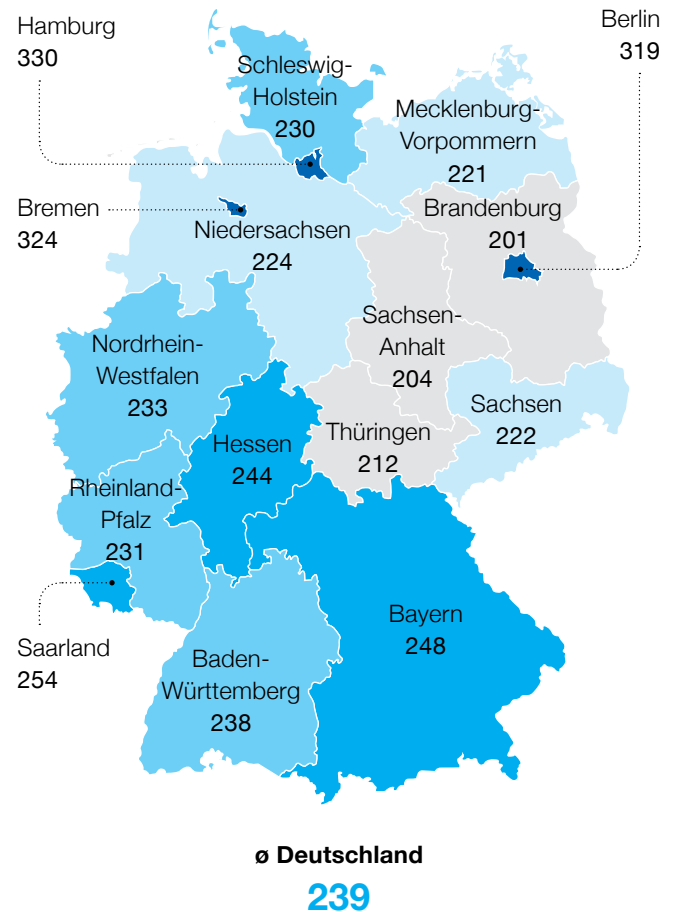 Hamburg
330
Berlin
319
Schleswig-
Holstein
230
Mecklenburg-
Vorpommern
221
Bremen
324
Niedersachsen
224
Brandenburg
201
Sachsen-
Anhalt
204
Nordrhein-
Westfalen
233
Sachsen
222
Hessen
244
Thüringen
212
Rheinland-
Pfalz
231
Saarland
254
Bayern
248
Baden-
Württemberg
238
ø Deutschland
239